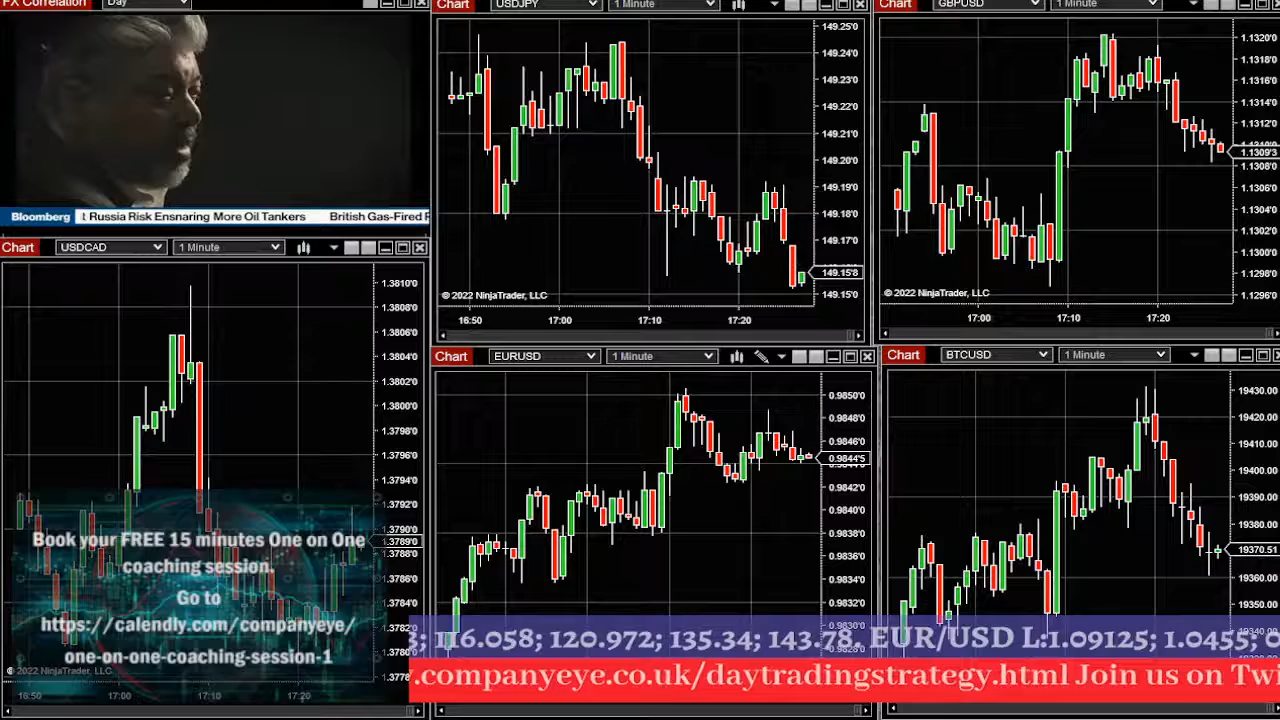 FX Correlation
Day
Bloomberg
t Russia Risk Ensnaring More Oil Tankers
British Gas-Fired
Chart
USDJPY
1 Minute
149.25'0
149.24'0
149.23'0
149.22'0
149.21'0
149.20'0
149.19'0
149.18'0
149.17'0
149.15'8
149.15'0
© 2022 NinjaTrader, LLC
16:50
17:00
17:10
17:20
Chart
GBPUSD
1 Minute
1.1320'0
1.1318'0
1.1316'0
1.1314'0
1.1312'0
1.1309'3
1.1308'0
1.1306'0
1.1304'0
1.1302'0
1.1300'0
1.1298'0
1.1296'0
© 2022 NinjaTrader, LLC
17:00
17:10
17:20
Chart
USDCAD
1 Minute
1.3810'0
1.3808'0
1.3806'0
1.3804'0
1.3802'0
1.3800'0
1.3798'0
1.3796'0
1.3794'0
1.3792'0
1.3790'0
1.3789'0
1.3788'0
1.3786'0
1.3784'0
1.3782'0
1.3780'0
1.3778
Book your FREE 15 minutes One on One
coaching session.
Go to
https://calendly.com/companyeye/
one-on-one-coaching-session-1
© 2022 NinjaTrader, LLC
16:50
17:00
17:10
17:20
Chart
EURUSD
1 Minute
0.9850'0
0.9848'0
0.9846'0
0.9844'5
0.9842'0
0.9840'0
0.9838'0
0.9836'0
0.9834'0
0.9832'0
0.9830'0
Chart
BTCUSD
1 Minute
19430.00
19420.00
19410.00
19400.00
19390.00
19380.00
19370.51
19360.00
19350.00
19340.00
; 116.058; 120.972; 135.34; 143.78. EUR/USD L:1.09125; 1.0455
.companyeye.co.uk/daytradingstrategy.html Join us on Twi